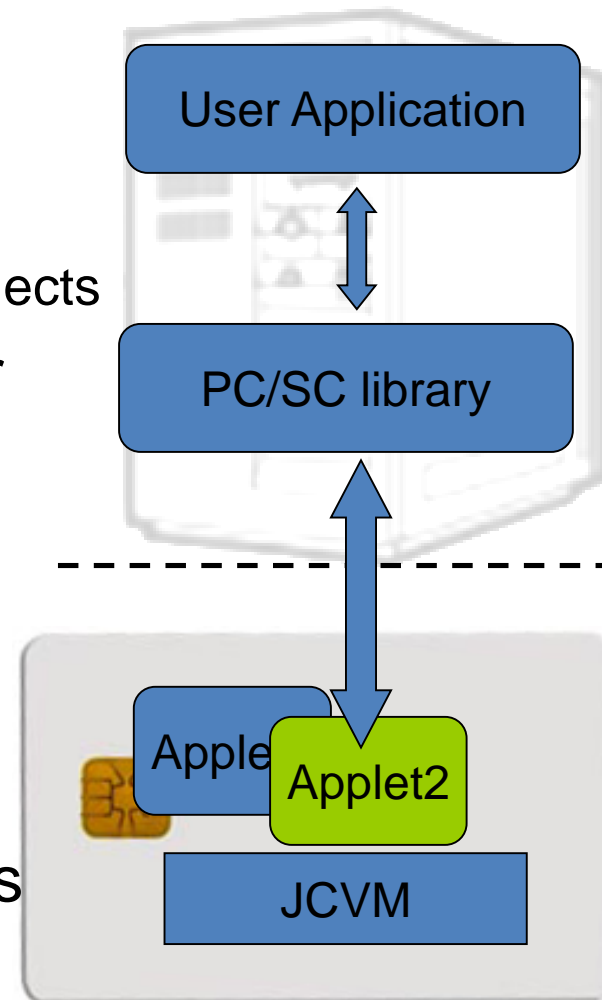 User Application
ects
PC/SC library
Apple
Applet2
s
JCVM